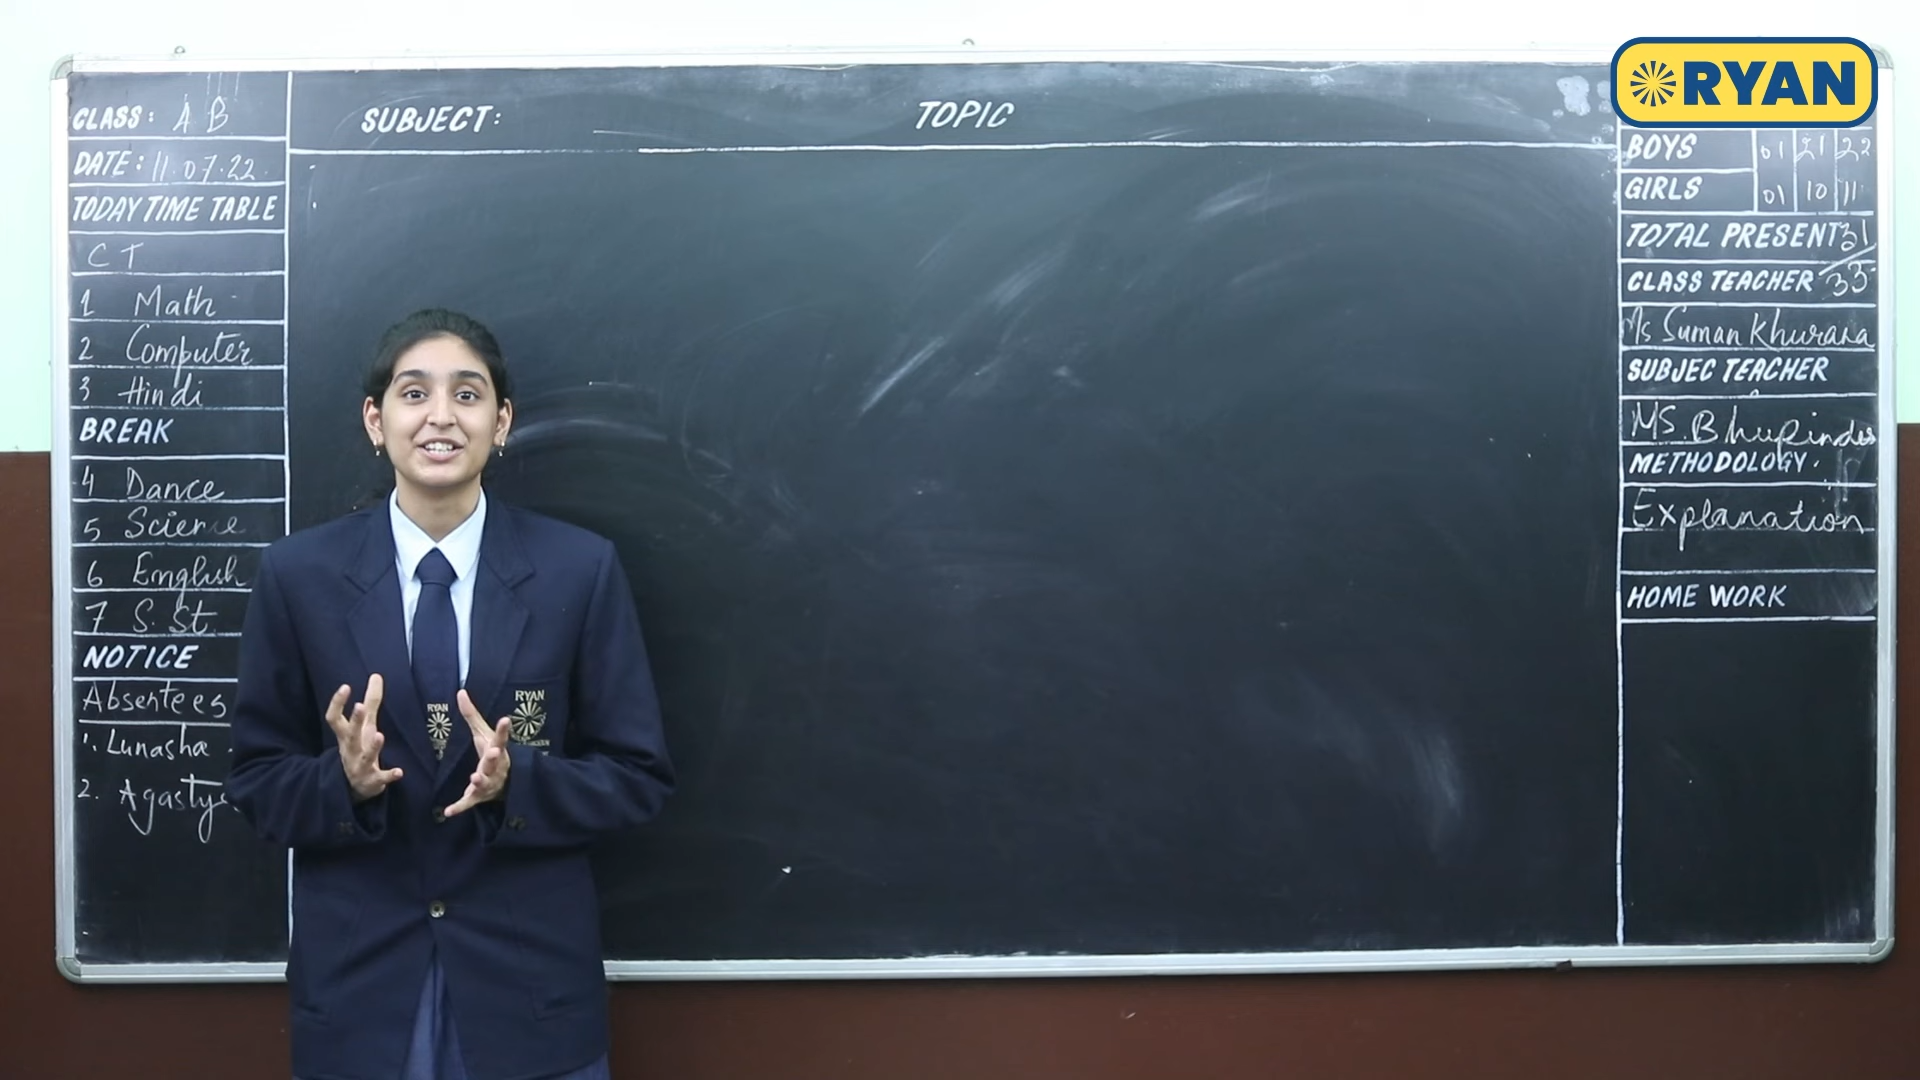 RYAN
CLASS: A B
DATE: 11.07.22
TODAY TIME TABLE
CT
1 Math
2 Computer
3 Hindi
BREAK
4 Dance
5 Science
6 English
7 S. St.
NOTICE
Absentees
1. Lunasha
2. Agastya
SUBJECT:
TOPIC
BOYS 01 21 22
GIRLS 01 10 11
TOTAL PRESENT 31
CLASS TEACHER 33
Ms Suman Khurana
SUBJEC TEACHER
MS. Bhupinder
METHODOLOGY.
Explanation
HOME WORK
RYAN
RYAN